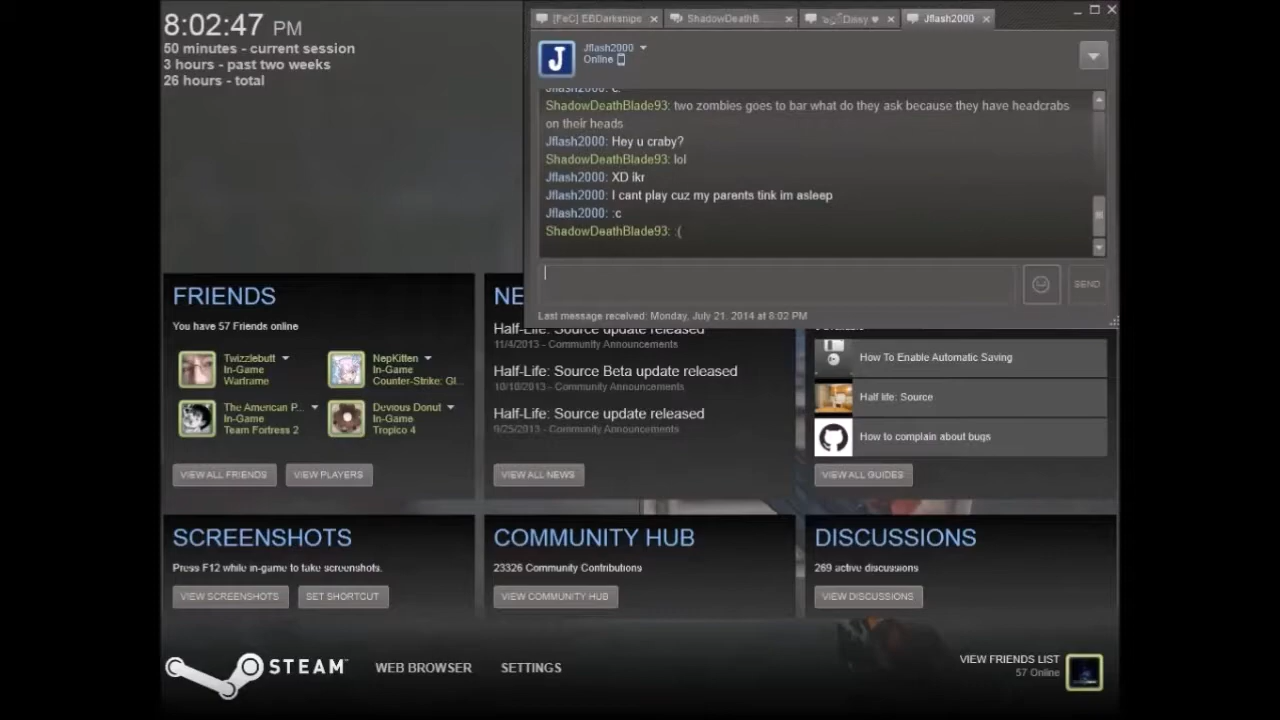 8:02:47 PM
50 minutes - current session
3 hours - past two weeks
26 hours - total
[FeC] EBDarksnipe
ShadowDeathB...
Dissy ♥
Jflash2000
J
Jflash2000
Online
Jflash2000: c:
ShadowDeathBlade93: two zombies goes to bar what do they ask because they have headcrabs
on their heads
Jflash2000: Hey u craby?
ShadowDeathBlade93: lol
Jflash2000: XD ikr
Jflash2000: I cant play cuz my parents tink im asleep
Jflash2000: :c
ShadowDeathBlade93: :(
SEND
Last message received: Monday, July 21, 2014 at 8:02 PM
FRIENDS
You have 57 Friends online
Twizzlebutt
In-Game
Warframe
NepKitten
In-Game
Counter-Strike: Gl...
The American P...
In-Game
Team Fortress 2
Devious Donut
In-Game
Tropico 4
VIEW ALL FRIENDS
VIEW PLAYERS
NE
Half-Life: Source update released
11/4/2013 - Community Announcements
Half-Life: Source Beta update released
10/18/2013 - Community Announcements
Half-Life: Source update released
9/25/2013 - Community Announcements
VIEW ALL NEWS
How To Enable Automatic Saving
Half life: Source
How to complain about bugs
VIEW ALL GUIDES
SCREENSHOTS
Press F12 while in-game to take screenshots.
VIEW SCREENSHOTS
SET SHORTCUT
COMMUNITY HUB
23326 Community Contributions
VIEW COMMUNITY HUB
DISCUSSIONS
269 active discussions
VIEW DISCUSSIONS
STEAM
WEB BROWSER
SETTINGS
VIEW FRIENDS LIST
57 Online